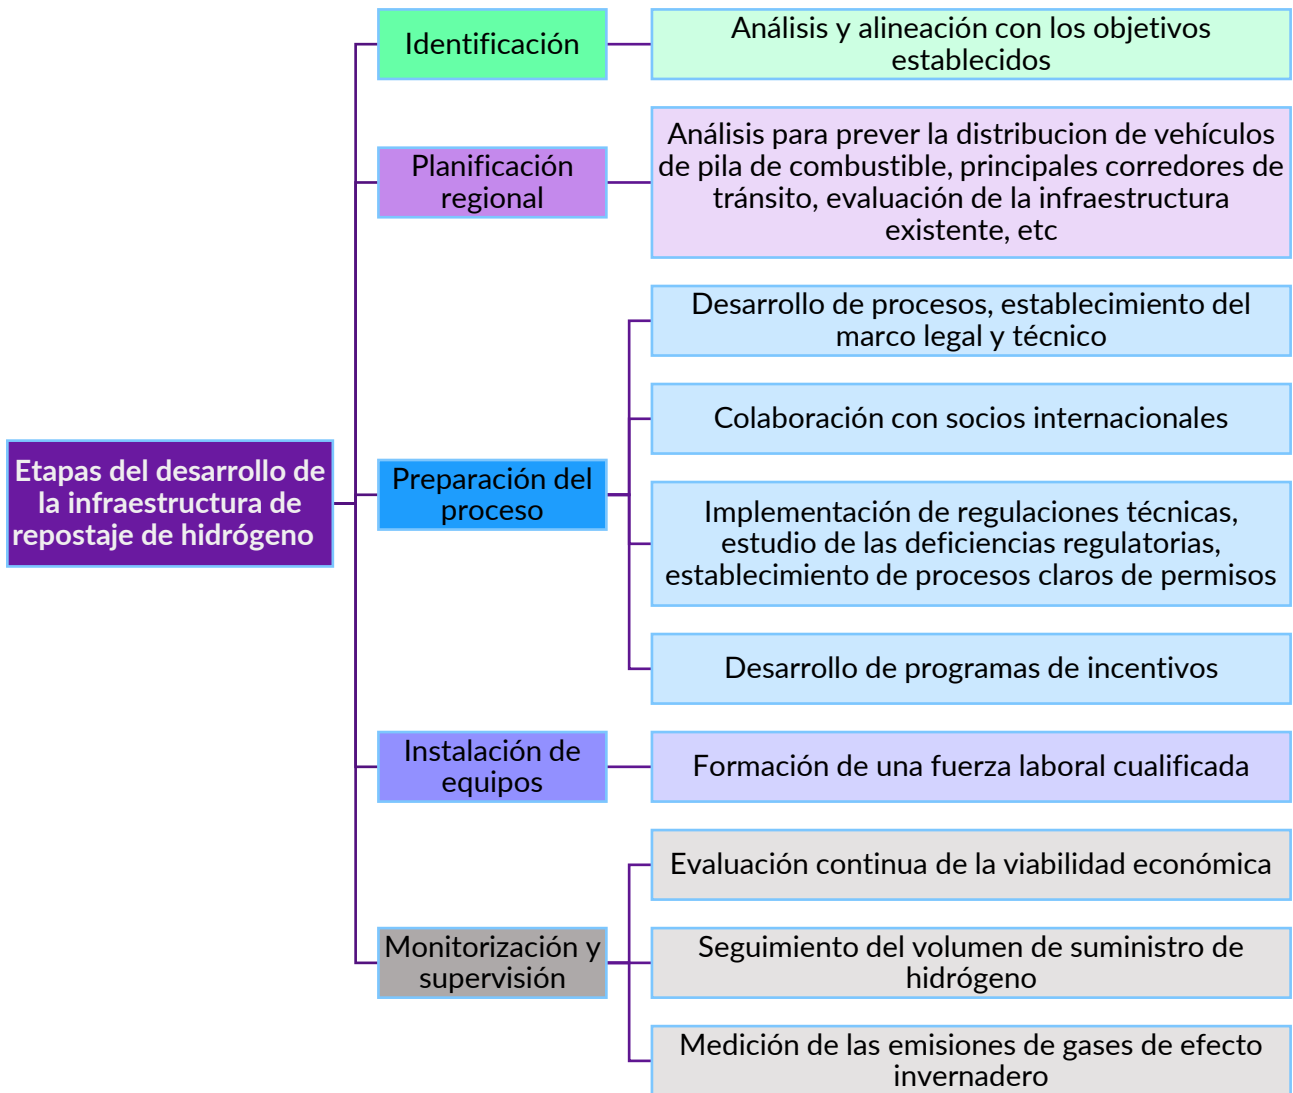 Etapas del desarrollo de
la infraestructura de
repostaje de hidrógeno
Identificación
Análisis y alineación con los objetivos
establecidos
Planificación
regional
Análisis para prever la distribucion de vehículos
de pila de combustible, principales corredores de
tránsito, evaluación de la infraestructura
existente, etc
Preparación del
proceso
Desarrollo de procesos, establecimiento del
marco legal y técnico
Colaboración con socios internacionales
Implementación de regulaciones técnicas,
estudio de las deficiencias regulatorias,
establecimiento de procesos claros de permisos
Desarrollo de programas de incentivos
Instalación de
equipos
Formación de una fuerza laboral cualificada
Monitorización y
supervisión
Evaluación continua de la viabilidad económica
Seguimiento del volumen de suministro de
hidrógeno
Medición de las emisiones de gases de efecto
invernadero